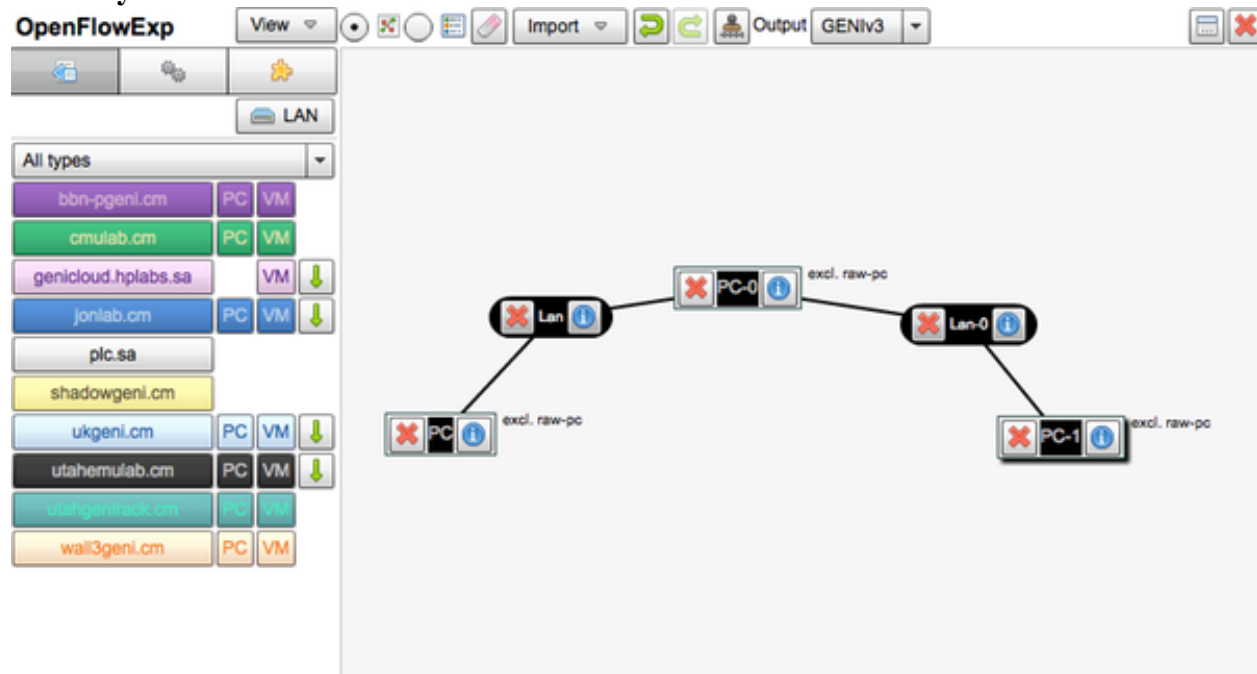 OpenFlowExp View Import Output GENIv3
LAN
All types
bbn-pgeni.cm PC VM
cmulab.cm PC VM
genicloud.hplabs.sa VM
jonlab.cm PC VM
plc.sa
shadowgeni.cm
ukgeni.cm PC VM
utahemulab.cm PC VM
utahgenirack.cm PC VM
wall3geni.cm PC VM
PC-0 excl. raw-pc
Lan
Lan-0
PC excl. raw-pc
PC-1 excl. raw-pc